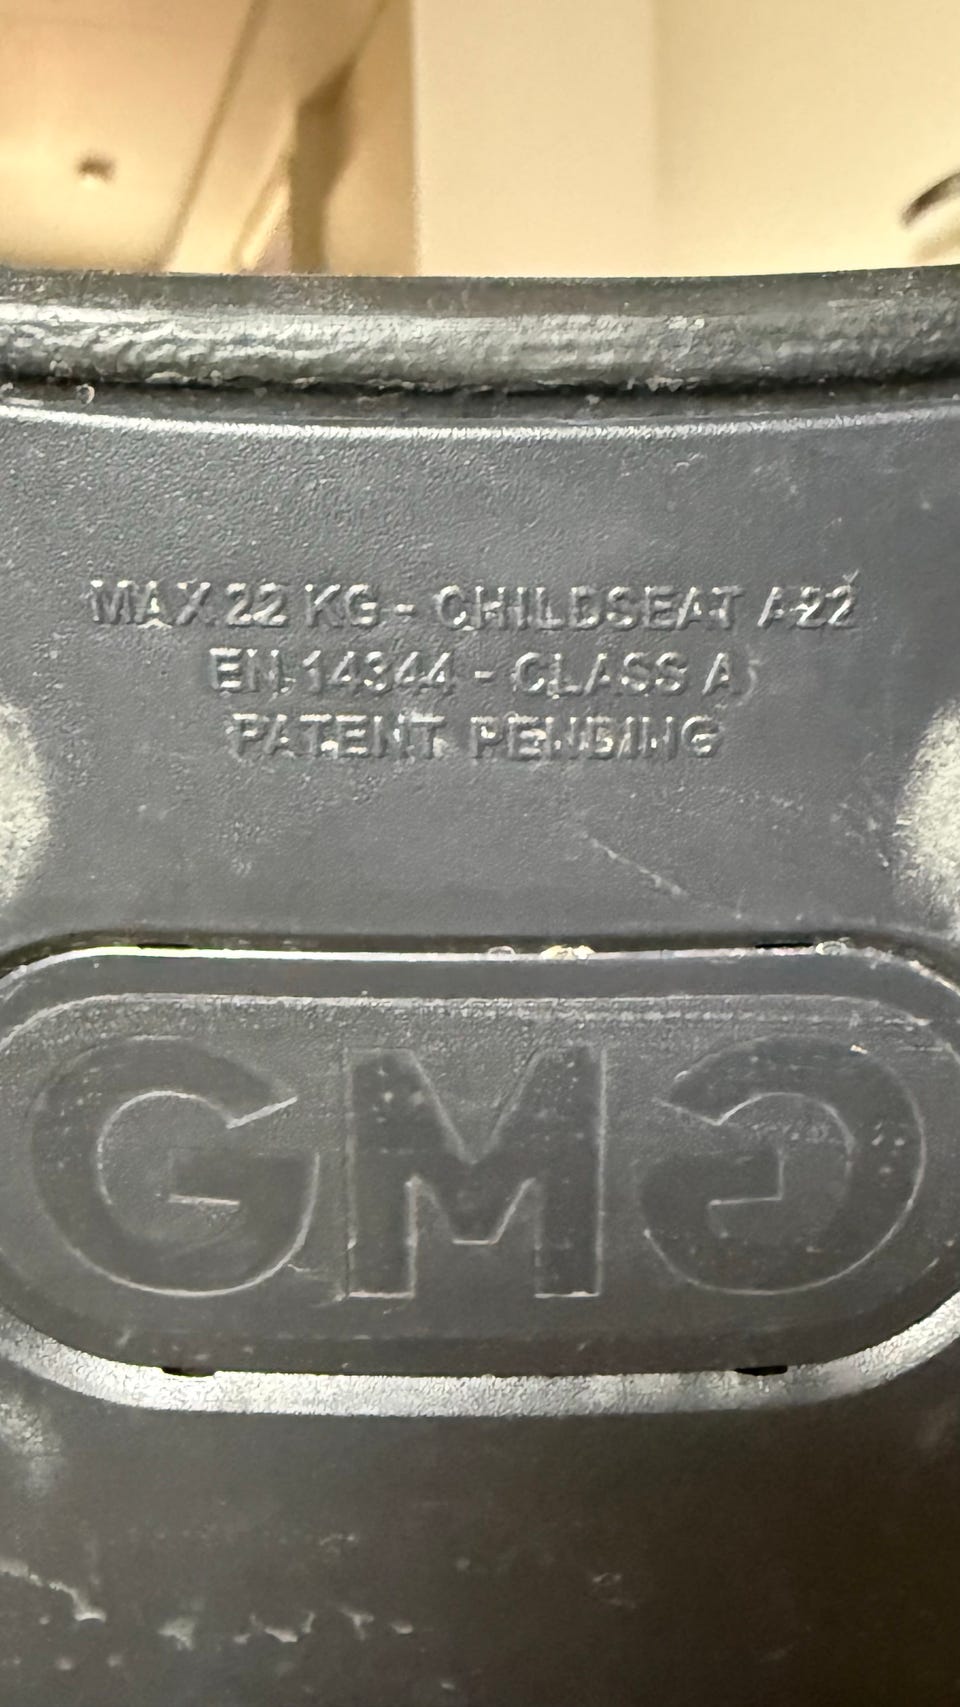 MAX 22 KG - CHILDSEAT A22
EN 14344 - CLASS A
PATENT PENDING
GMG